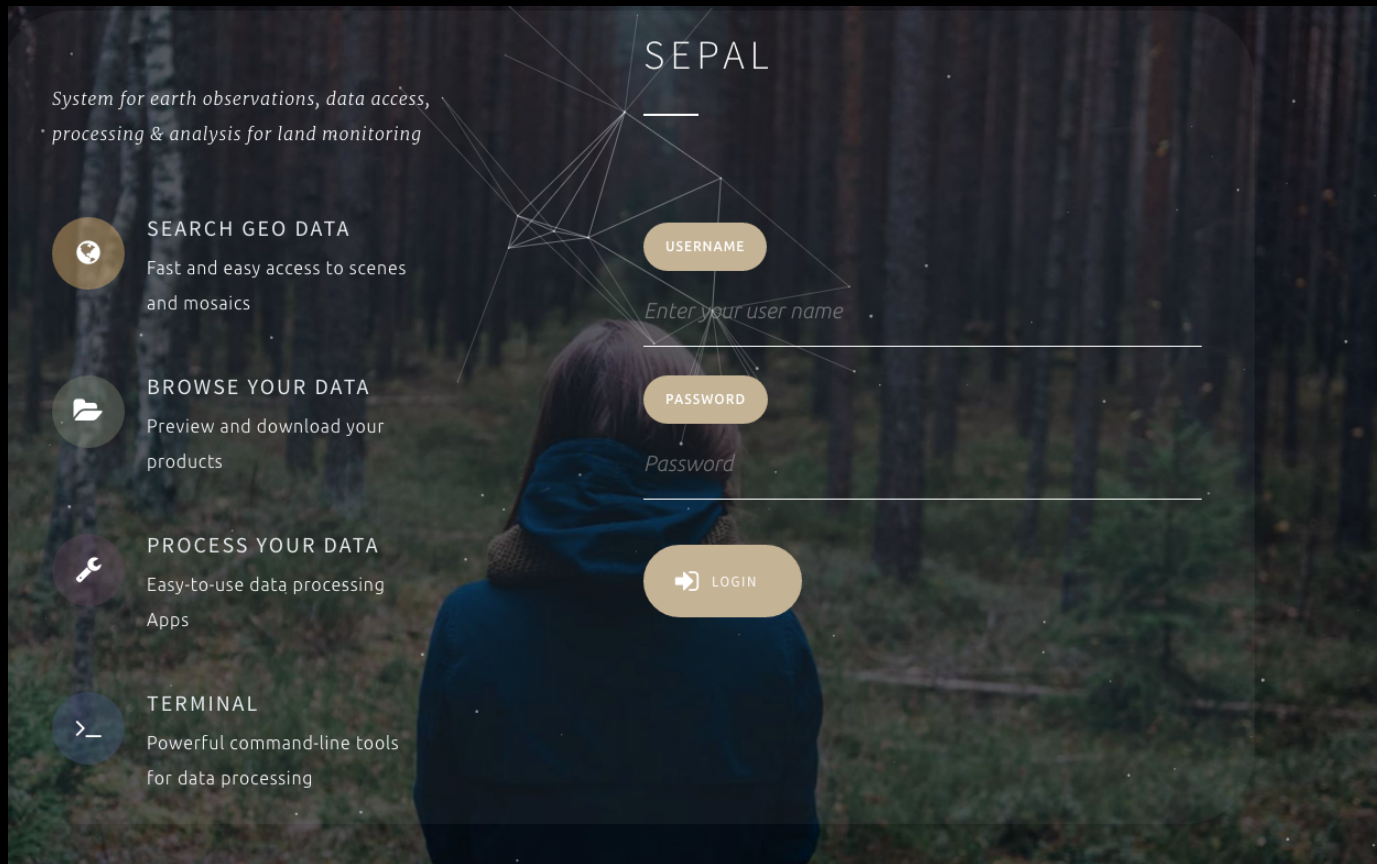 SEPAL
System for earth observations, data access,
processing & analysis for land monitoring
SEARCH GEO DATA
Fast and easy access to scenes
and mosaics
BROWSE YOUR DATA
Preview and download your
products
PROCESS YOUR DATA
Easy-to-use data processing
Apps
TERMINAL
Powerful command-line tools
for data processing
USERNAME
Enter your user name
PASSWORD
Password
LOGIN